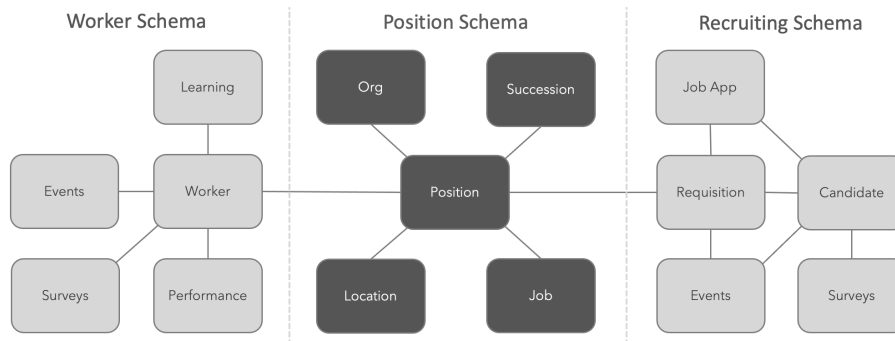 Worker Schema
Position Schema
Recruiting Schema
Learning
Org
Succession
Job App
Events
Worker
Position
Requisition
Candidate
Surveys
Performance
Location
Job
Events
Surveys